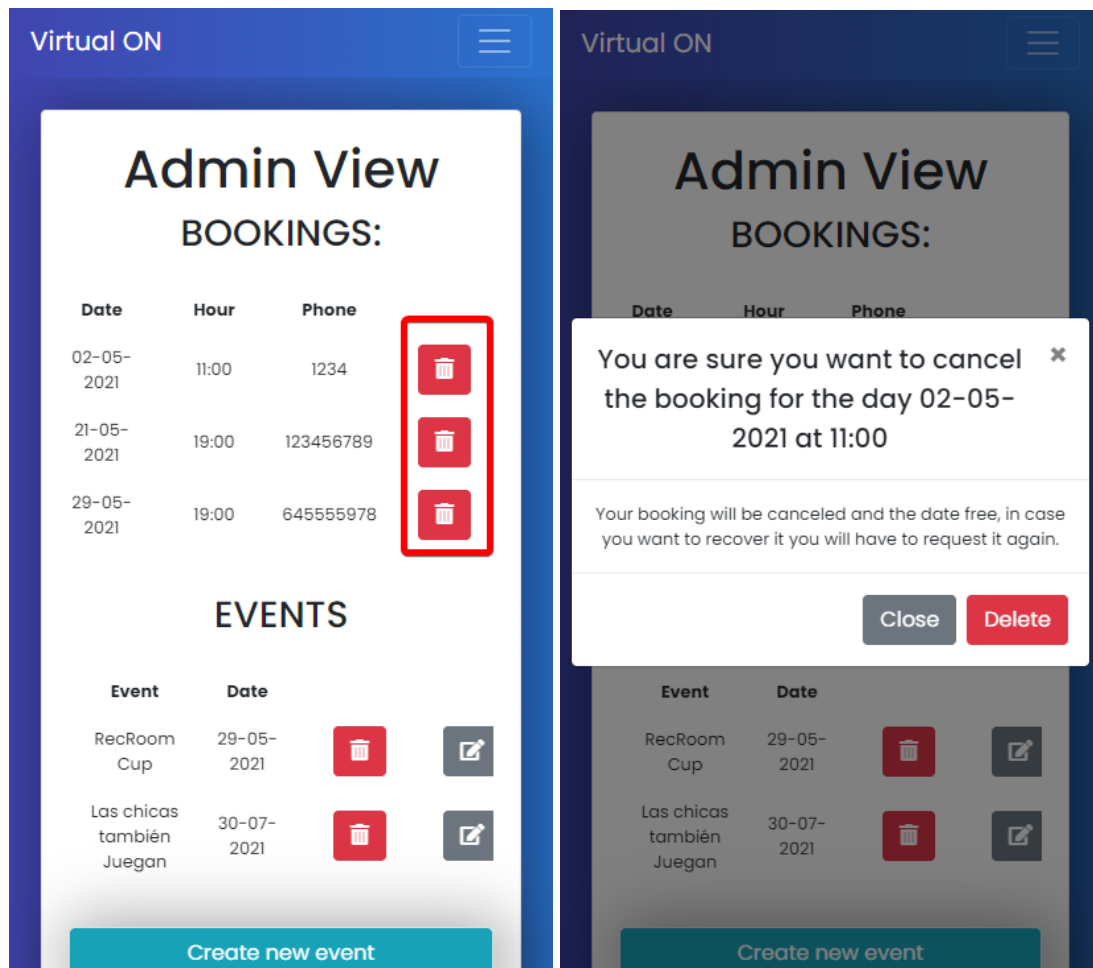 Virtual ON
Admin View
BOOKINGS:
Date Hour Phone
02-05-
2021
11:00 1234
21-05-
2021
19:00 123456789
29-05-
2021
19:00 645555978
EVENTS
Event Date
RecRoom
Cup
29-05-
2021
Las chicas
también
Juegan
30-07-
2021
Create new event
Virtual ON
Admin View
BOOKINGS:
Date Hour Phone
You are sure you want to cancel
the booking for the day 02-05-
2021 at 11:00
×
Your booking will be canceled and the date free, in case
you want to recover it you will have to request it again.
Close Delete
Event Date
RecRoom
Cup
29-05-
2021
Las chicas
también
Juegan
30-07-
2021
Create new event